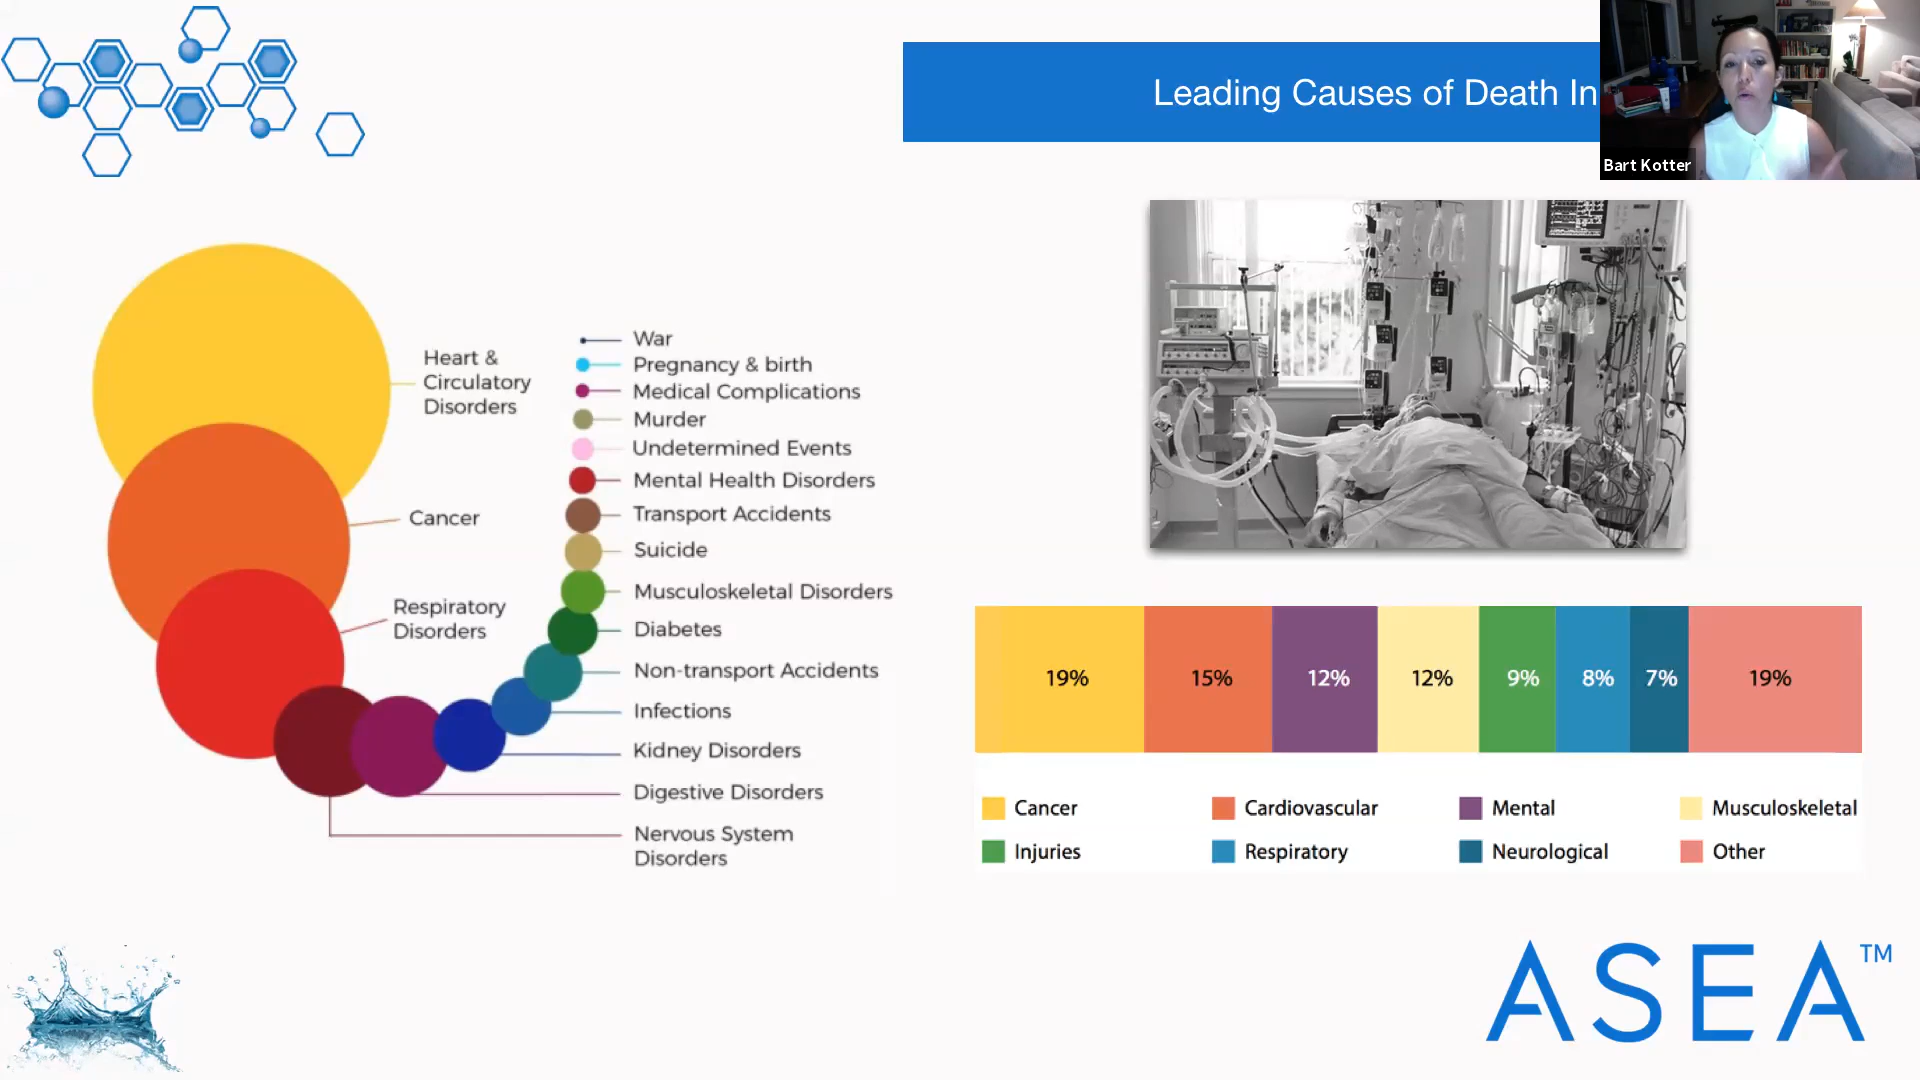 Leading Causes of Death In
Bart Kotter
Heart &
Circulatory
Disorders
Cancer
Respiratory
Disorders
War
Pregnancy & birth
Medical Complications
Murder
Undetermined Events
Mental Health Disorders
Transport Accidents
Suicide
Musculoskeletal Disorders
Diabetes
Non-transport Accidents
Infections
Kidney Disorders
Digestive Disorders
Nervous System
Disorders
19% 15% 12% 12% 9% 8% 7% 19%
Cancer Cardiovascular Mental Musculoskeletal
Injuries Respiratory Neurological Other
ASEA™